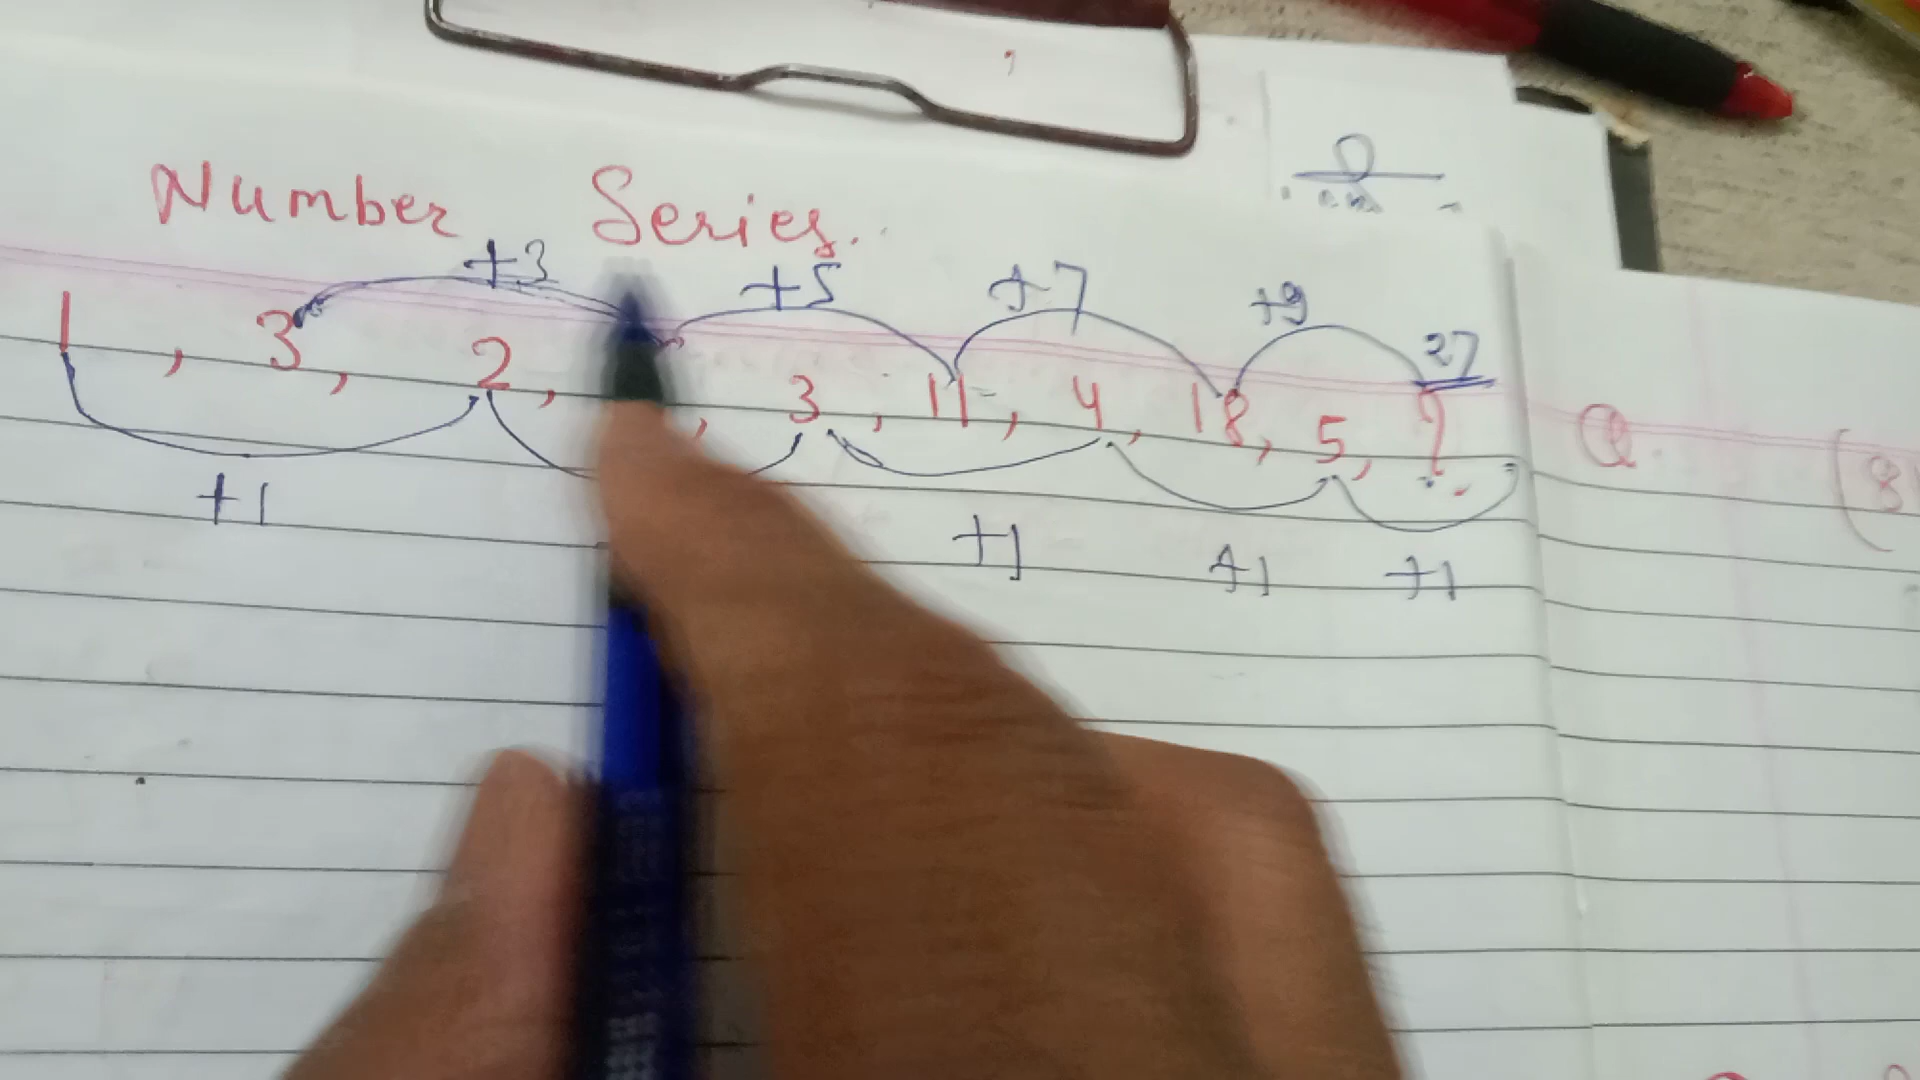 Number Series.
+3 +5 +7 +9
27
1, 3, 2, , 3, 11, 4, 18, 5, ?
Q.
+1 +1 +1 +1